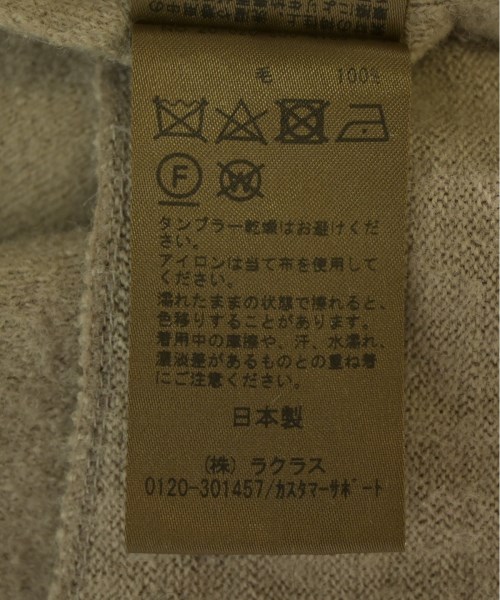 毛 100%
F
W
タンブラー乾燥はお避けくだ
さい。
アイロンは当て布を使用して
ください。
濡れたままの状態で擦れると、
色移りすることがあります。
着用中の摩擦や、汗、水濡れ、
濃淡差があるものとの重ね着
にご注意ください。
日本製
(株) ラクラス
0120-301457/カスタマーサポート